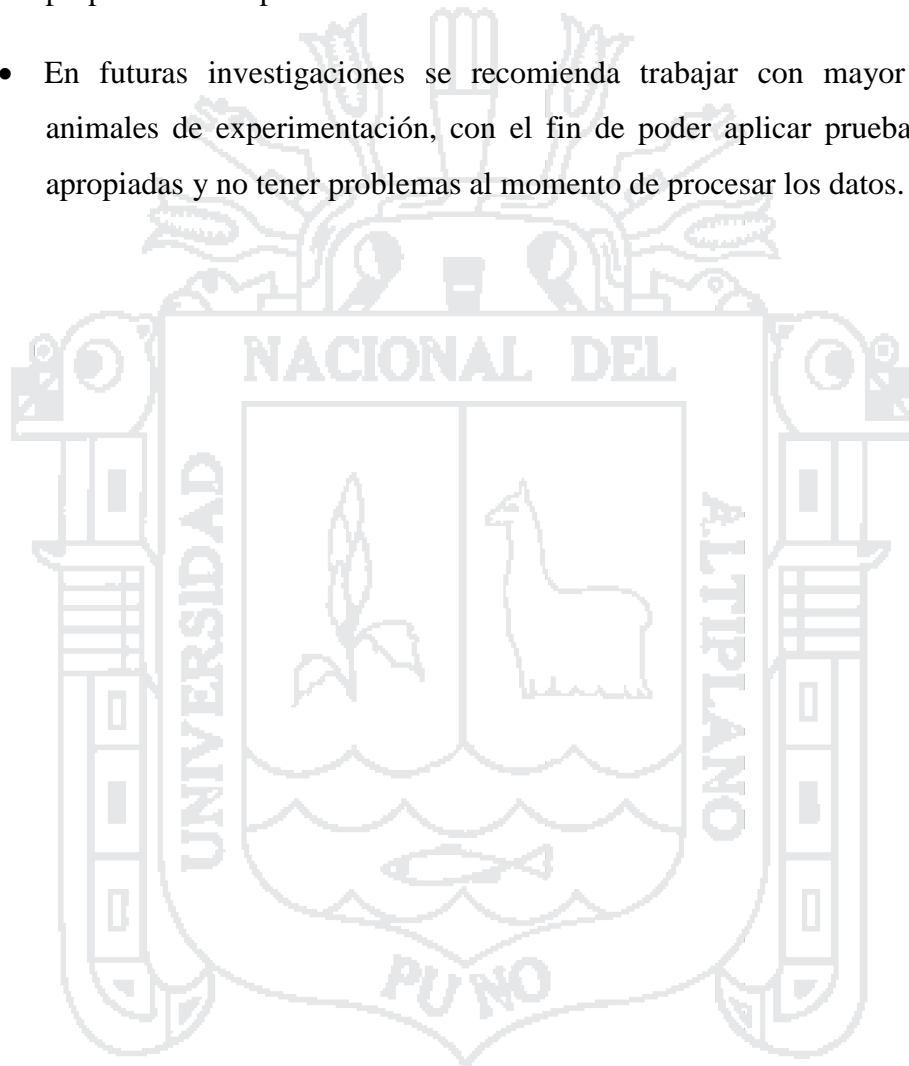 • En futuras investigaciones se recomienda trabajar con mayor
animales de experimentación, con el fin de poder aplicar prueba
apropiadas y no tener problemas al momento de procesar los datos.
NACIONAL DEL
UNIVERSIDAD
ALTIPLANO
PUNO